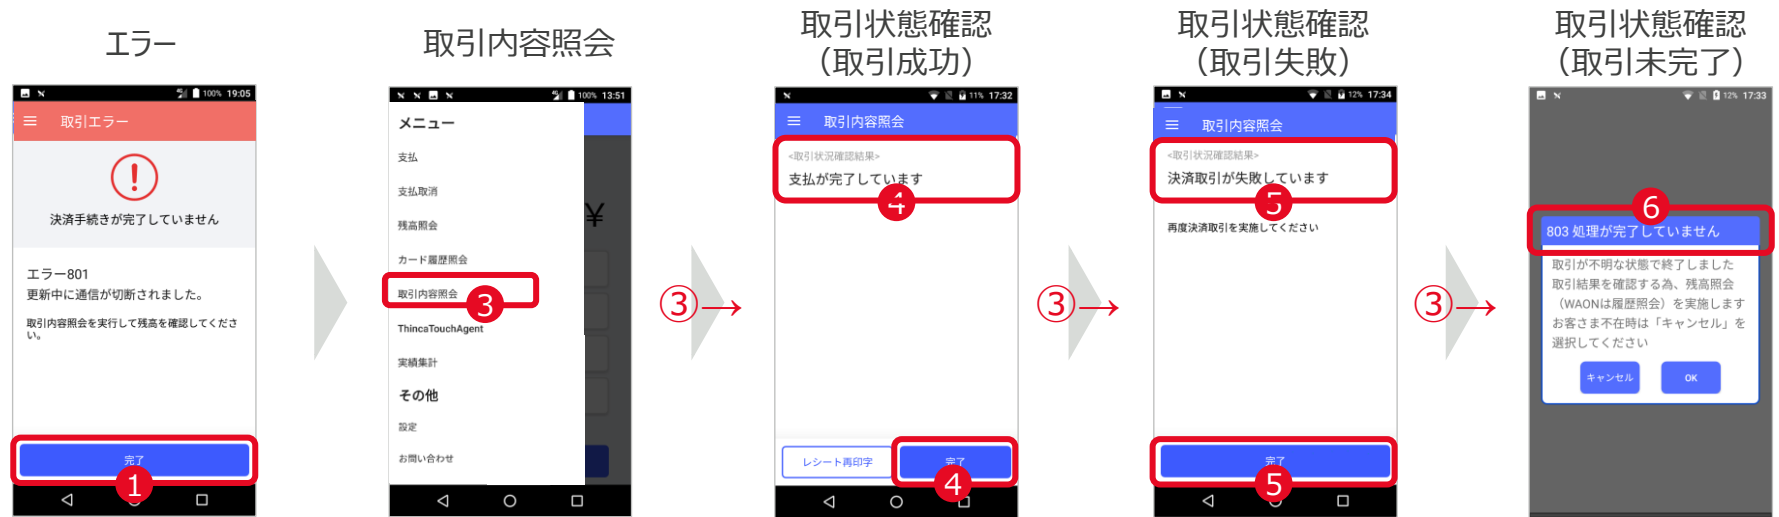 エラー
取引内容照会
取引状態確認
（取引成功）
取引状態確認
（取引失敗）
取引状態確認
（取引未完了）
100% 19:05
取引エラー
決済手続きが完了していません
エラー801
更新中に通信が切断されました。
取引内容照会を実行して残高を確認してくださ
い。
完了
1
100% 13:51
メニュー
支払
支払取消
残高照会
カード履歴照会
取引内容照会
3
ThincaTouchAgent
実績集計
その他
設定
お問い合わせ
¥
③→
11% 17:32
取引内容照会
<取引状況確認結果>
支払が完了しています
4
レシート再印字
完了
4
③→
12% 17:34
取引内容照会
<取引状況確認結果>
決済取引が失敗しています
5
再度決済取引を実施してください
完了
5
③→
12% 17:33
6
803 処理が完了していません
取引が不明な状態で終了しました
取引結果を確認する為、残高照会
（WAONは履歴照会）を実施します
お客さま不在時は「キャンセル」を
選択してください
キャンセル
OK